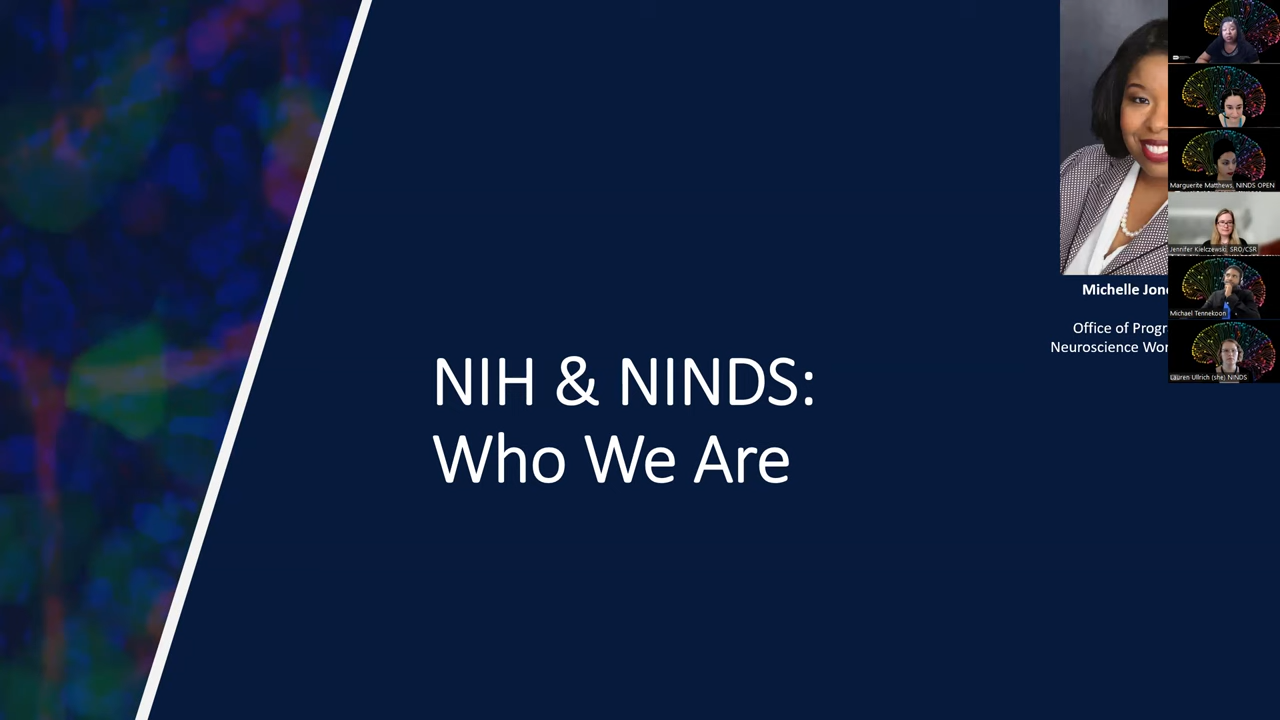 NIH & NINDS:
Who We Are
Michelle Jon
Office of Progr
Neuroscience Wor
Marguerite Matthews, NINDS OPEN
Jennifer Kielczewski, SRO/CSR
Michael Tennekoon
Lauren Ullrich (she) NINDS